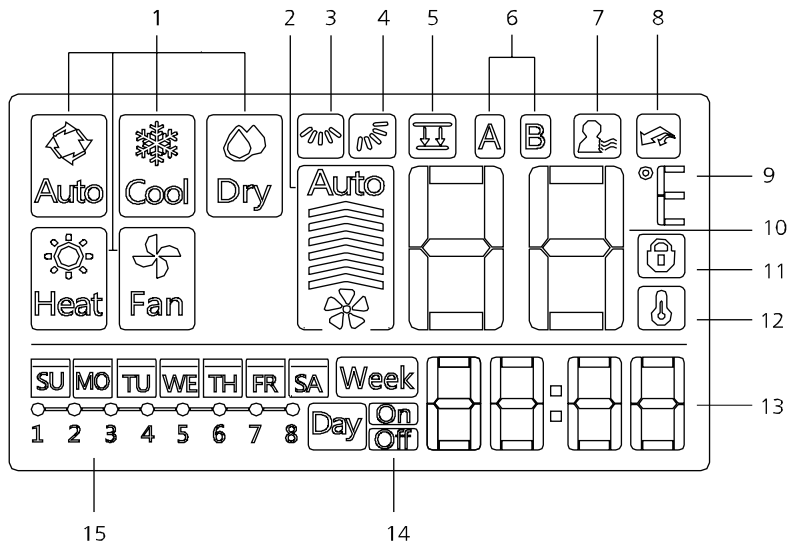 1 2 3 4 5 6 7 8
A B
Auto Cool Dry Auto
9
10
11
Heat Fan
12
SU MO TU WE TH FR SA Week 88:88
On
13
Day
1 2 3 4 5 6 7 8 Off
15 14